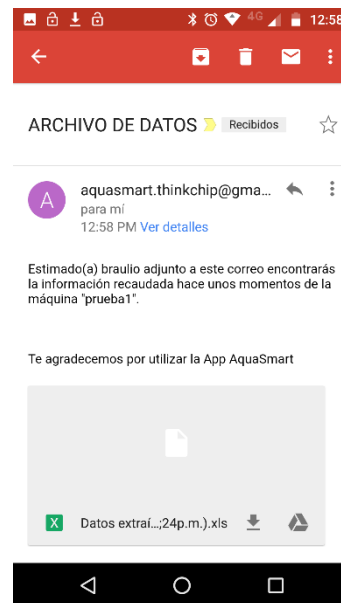 4G 12:58
ARCHIVO DE DATOS Recibidos
A
aquasmart.thinkchip@gma...
para mí
12:58 PM Ver detalles
Estimado(a) braulio adjunto a este correo encontrarás
la información recaudada hace unos momentos de la
máquina "prueba1".
Te agradecemos por utilizar la App AquaSmart
X Datos extraí...;24p.m.).xls